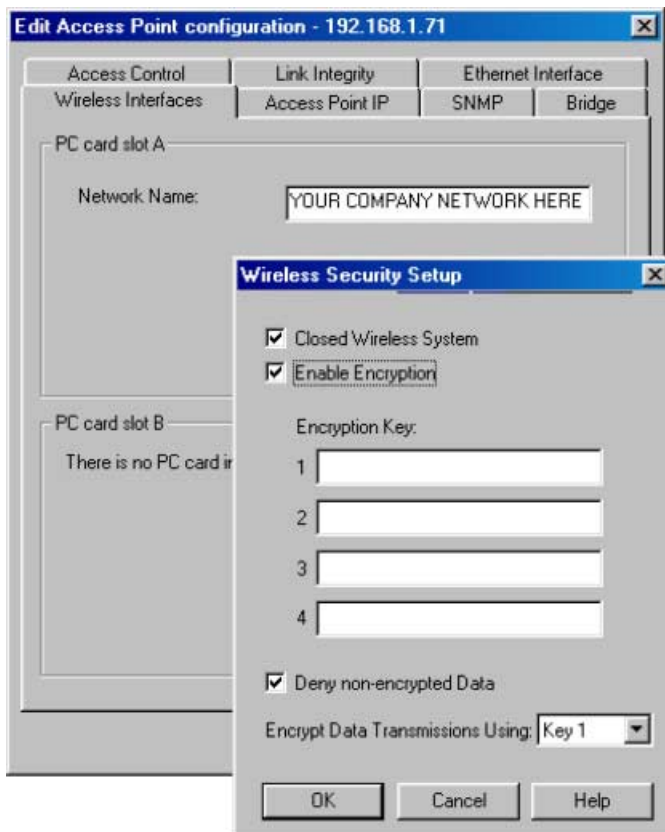 Edit Access Point configuration - 192.168.1.71
Access Control Link Integrity Ethernet Interface
Wireless Interfaces Access Point IP SNMP Bridge
PC card slot A
Network Name: YOUR COMPANY NETWORK HERE
Wireless Security Setup
Closed Wireless System
Enable Encryption
PC card slot B
Encryption Key:
There is no PC card
1
2
3
4
Deny non-encrypted Data
Encrypt Data Transmissions Using: Key 1
OK Cancel Help